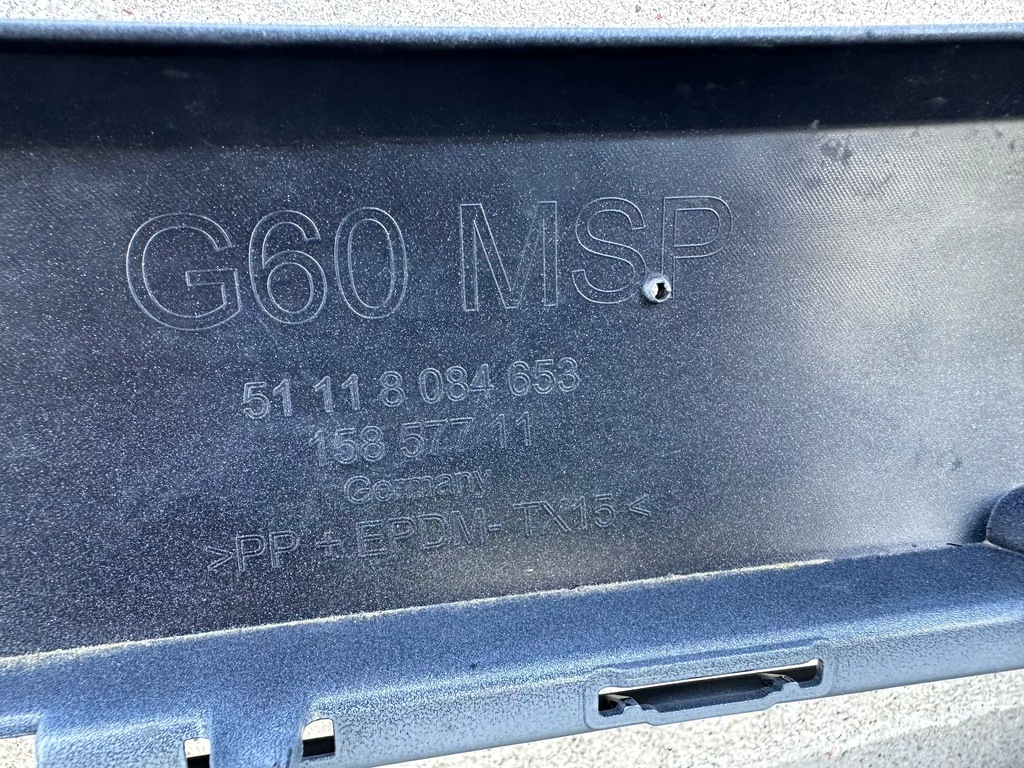 G60 MSP
51 11 8 084 653
158 577 11
Germany
>PP + EPDM- TX15<